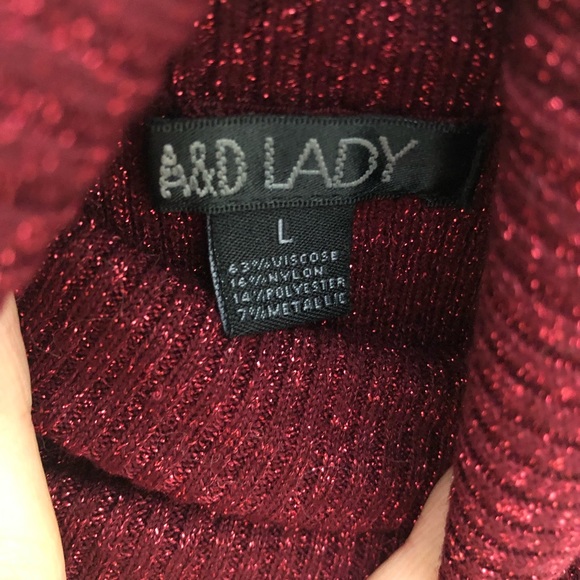 A&D LADY
L
63% VISCOSE
16% NYLON
14% POLYESTER
7% METALLIC